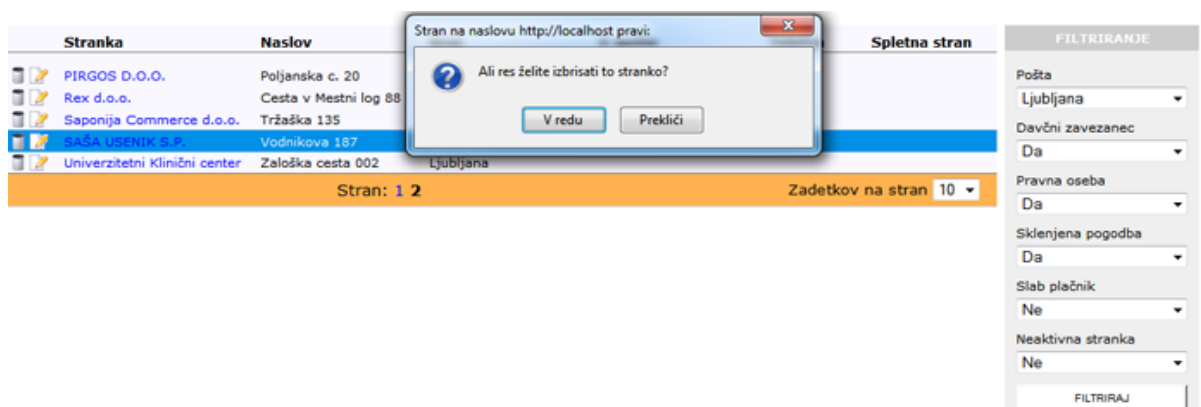 Stran na naslovu http://localhost pravi:
Ali res želite izbrisati to stranko?
V redu Prekliči
Stranka Naslov Spletna stran
PIRGOS D.O.O. Poljanska c. 20
Rex d.o.o. Cesta v Mestni log 88
Saponija Commerce d.o.o. Tržaška 135
SAŠA USENIK S.P. Vodnikova 187
Univerzitetni Klinični center Zaloška cesta 002 Ljubljana
Stran: 1 2 Zadetkov na stran 10
FILTRIRANJE
Pošta
Ljubljana
Davčni zavezanec
Da
Pravna oseba
Da
Sklenjena pogodba
Da
Slab plačnik
Ne
Neaktivna stranka
Ne
FILTRIRAJ